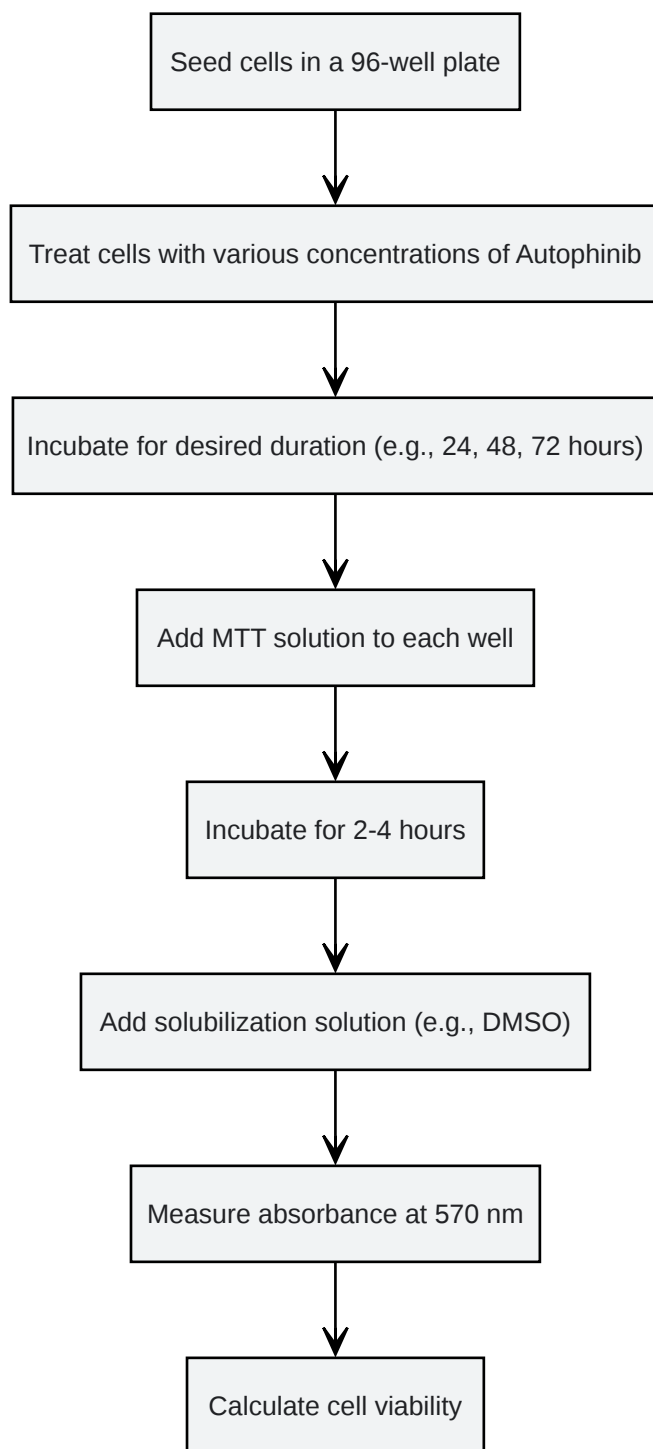 Seed cells in a 96-well plate
Treat cells with various concentrations of Autophinib
Incubate for desired duration (e.g., 24, 48, 72 hours)
Add MTT solution to each well
Incubate for 2-4 hours
Add solubilization solution (e.g., DMSO)
Measure absorbance at 570 nm
Calculate cell viability